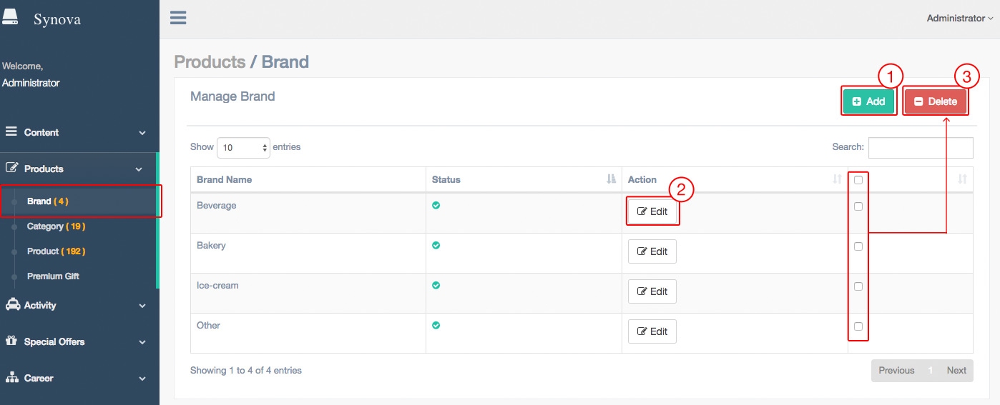 Synova
Administrator
Welcome,
Administrator
Content
Products
Brand ( 4 )
Category ( 19 )
Product ( 192 )
Premium Gift
Activity
Special Offers
Career
Products / Brand
1
3
Manage Brand
Add
Delete
Show 10 entries
Search:
Brand Name Status Action
2
Beverage Edit
Bakery Edit
Ice-cream Edit
Other Edit
Showing 1 to 4 of 4 entries
Previous 1 Next